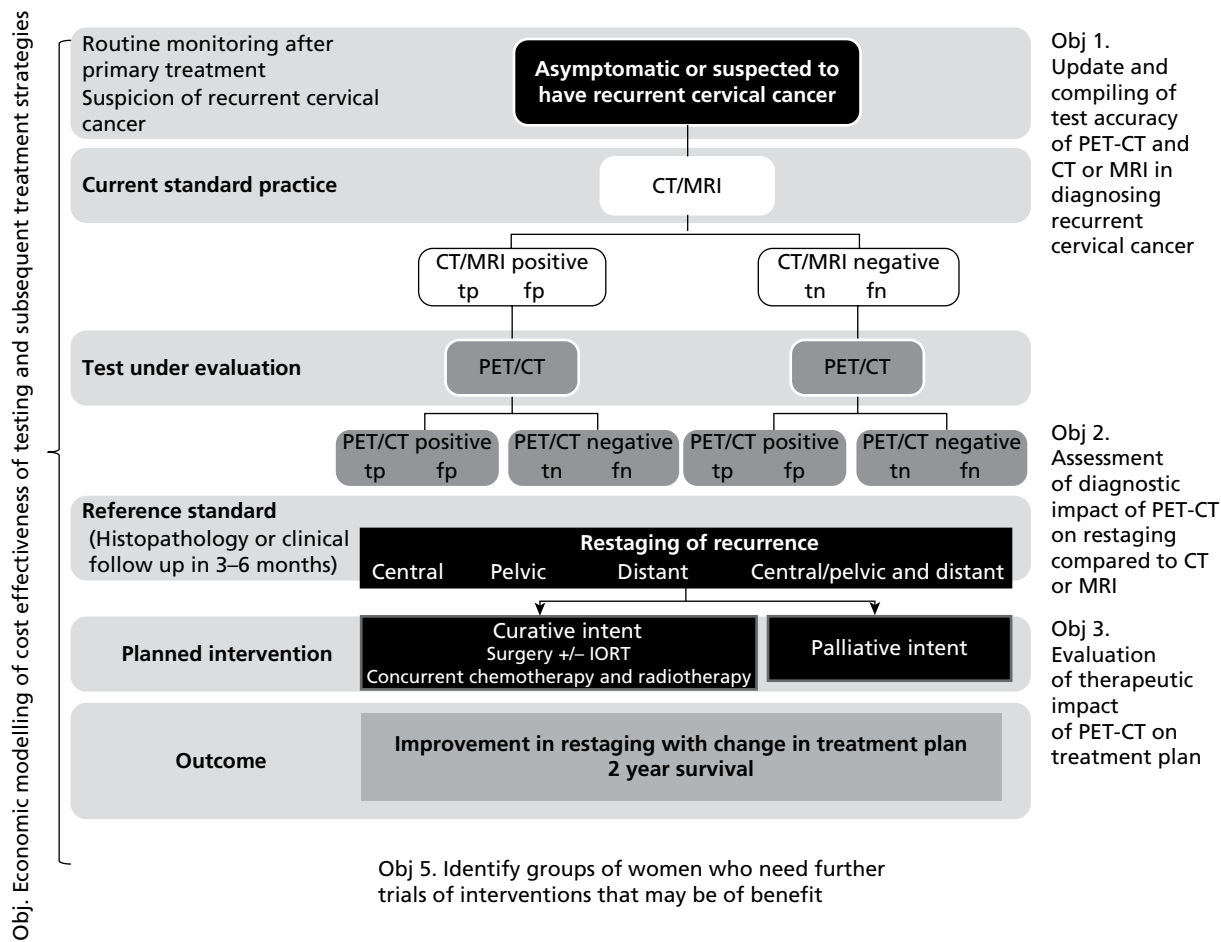 Obj. Economic modelling of cost effectiveness of testing and subsequent treatment strategies
Routine monitoring after
primary treatment
Suspicion of recurrent cervical
cancer
Asymptomatic or suspected to
have recurrent cervical cancer
Obj 1.
Update and
compiling of
test accuracy
of PET-CT and
CT or MRI in
diagnosing
recurrent
cervical cancer
Current standard practice
CT/MRI
CT/MRI positive
tp fp
CT/MRI negative
tn fn
Test under evaluation
PET/CT
PET/CT
PET/CT positive
tp fp
PET/CT negative
tn fn
PET/CT positive
tp fp
PET/CT negative
tn fn
Obj 2.
Assessment
of diagnostic
impact of PET-CT
on restaging
compared to CT
or MRI
Reference standard
(Histopathology or clinical
follow up in 3–6 months)
Restaging of recurrence
Central Pelvic Distant Central/pelvic and distant
Planned intervention
Curative intent
Surgery +/– IORT
Concurrent chemotherapy and radiotherapy
Palliative intent
Obj 3.
Evaluation
of therapeutic
impact
of PET-CT on
treatment plan
Outcome
Improvement in restaging with change in treatment plan
2 year survival
Obj 5. Identify groups of women who need further
trials of interventions that may be of benefit